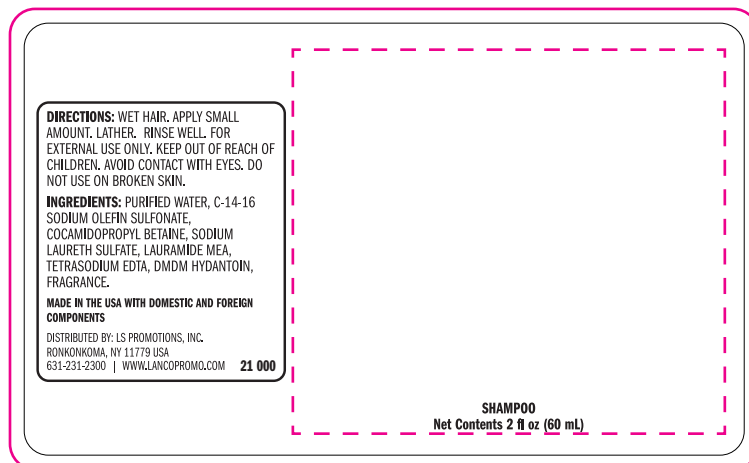 DIRECTIONS: WET HAIR. APPLY SMALL
AMOUNT. LATHER. RINSE WELL. FOR
EXTERNAL USE ONLY. KEEP OUT OF REACH OF
CHILDREN. AVOID CONTACT WITH EYES. DO
NOT USE ON BROKEN SKIN.
INGREDIENTS: PURIFIED WATER, C-14-16
SODIUM OLEFIN SULFONATE,
COCAMIDOPROPYL BETAINE, SODIUM
LAURETH SULFATE, LAURAMIDE MEA,
TETRASODIUM EDTA, DMDM HYDANTOIN,
FRAGRANCE.
MADE IN THE USA WITH DOMESTIC AND FOREIGN
COMPONENTS
DISTRIBUTED BY: LS PROMOTIONS, INC.
RONKONKOMA, NY 11779 USA
631-231-2300 | WWW.LANCOPROMO.COM 21 000
SHAMPOO
Net Contents 2 fl oz (60 mL)